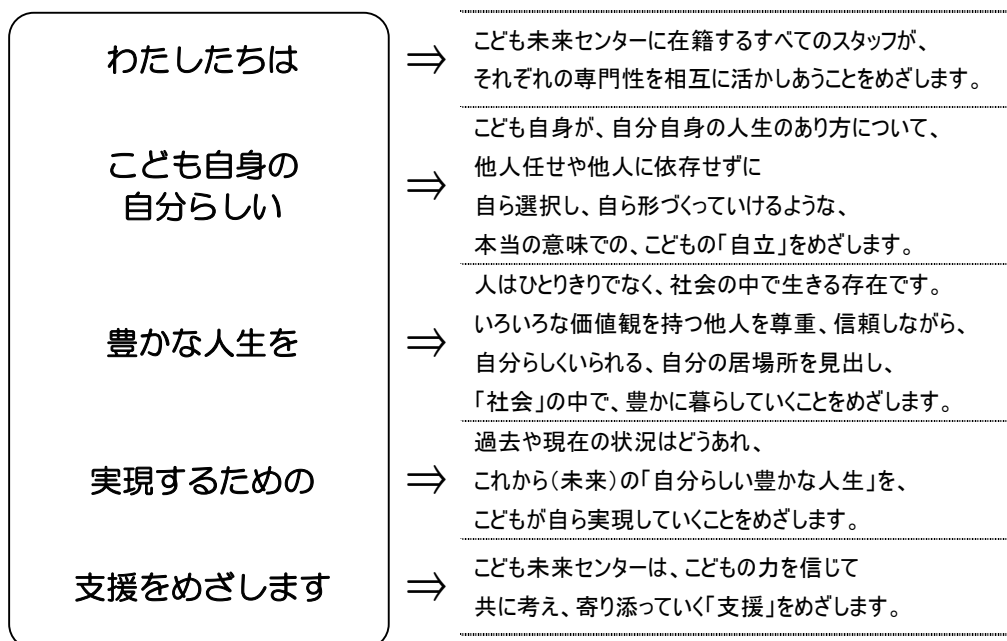 わたしたちは
⇒
こども未来センターに在籍するすべてのスタッフが、
それぞれの専門性を相互に活かしあうことをめざします。
こども自身の
自分らしい
⇒
こども自身が、自分自身の人生のあり方について、
他人任せや他人に依存せずに
自ら選択し、自ら形づくっていけるような、
本当の意味での、こどもの「自立」をめざします。
豊かな人生を
⇒
人はひとりきりでなく、社会の中で生きる存在です。
いろいろな価値観を持つ他人を尊重、信頼しながら、
自分らしくいられる、自分の居場所を見出し、
「社会」の中で、豊かに暮らしていくことをめざします。
実現するための
⇒
過去や現在の状況はどうあれ、
これから(未来)の「自分らしい豊かな人生」を、
こどもが自ら実現していくことをめざします。
支援をめざします
⇒
こども未来センターは、こどもの力を信じて
共に考え、寄り添っていく「支援」をめざします。